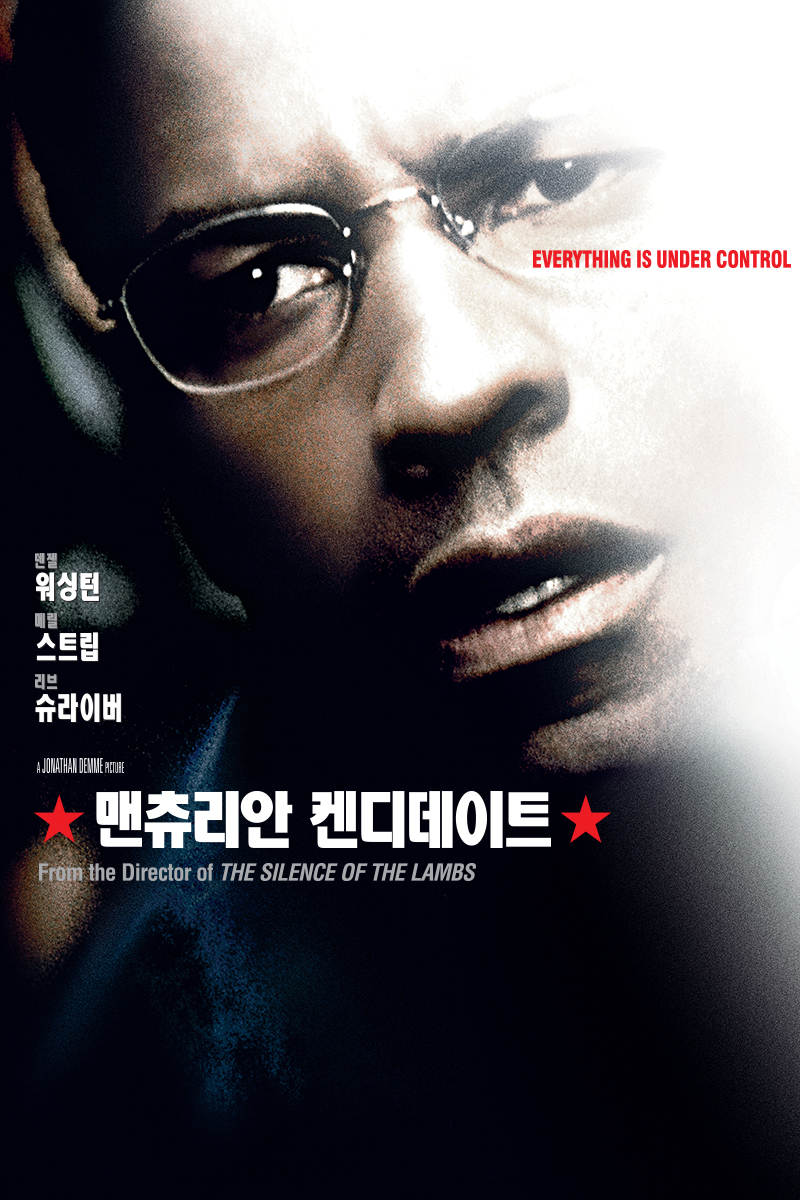 EVERYTHING IS UNDER CONTROL
덴젤
워싱턴
메릴
스트립
리브
슈라이버
A JONATHAN DEMME PICTURE
★ 맨츄리안 켄디데이트 ★
From the Director of THE SILENCE OF THE LAMBS